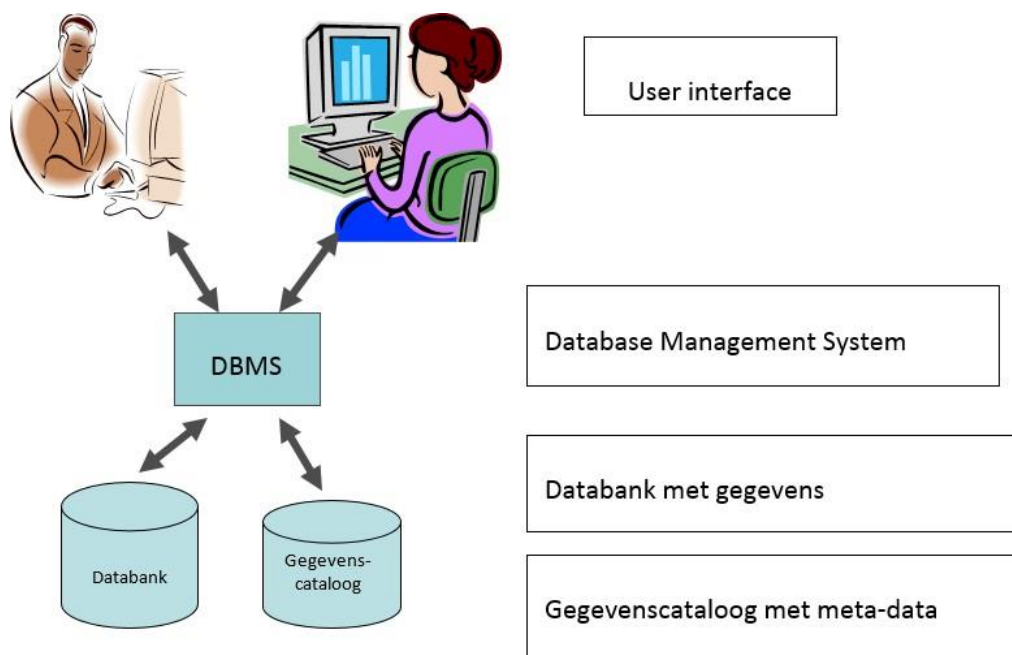 User interface
DBMS
Database Management System
Databank
Gegevens-
cataloog
Databank met gegevens
Gegevenscataloog met meta-data